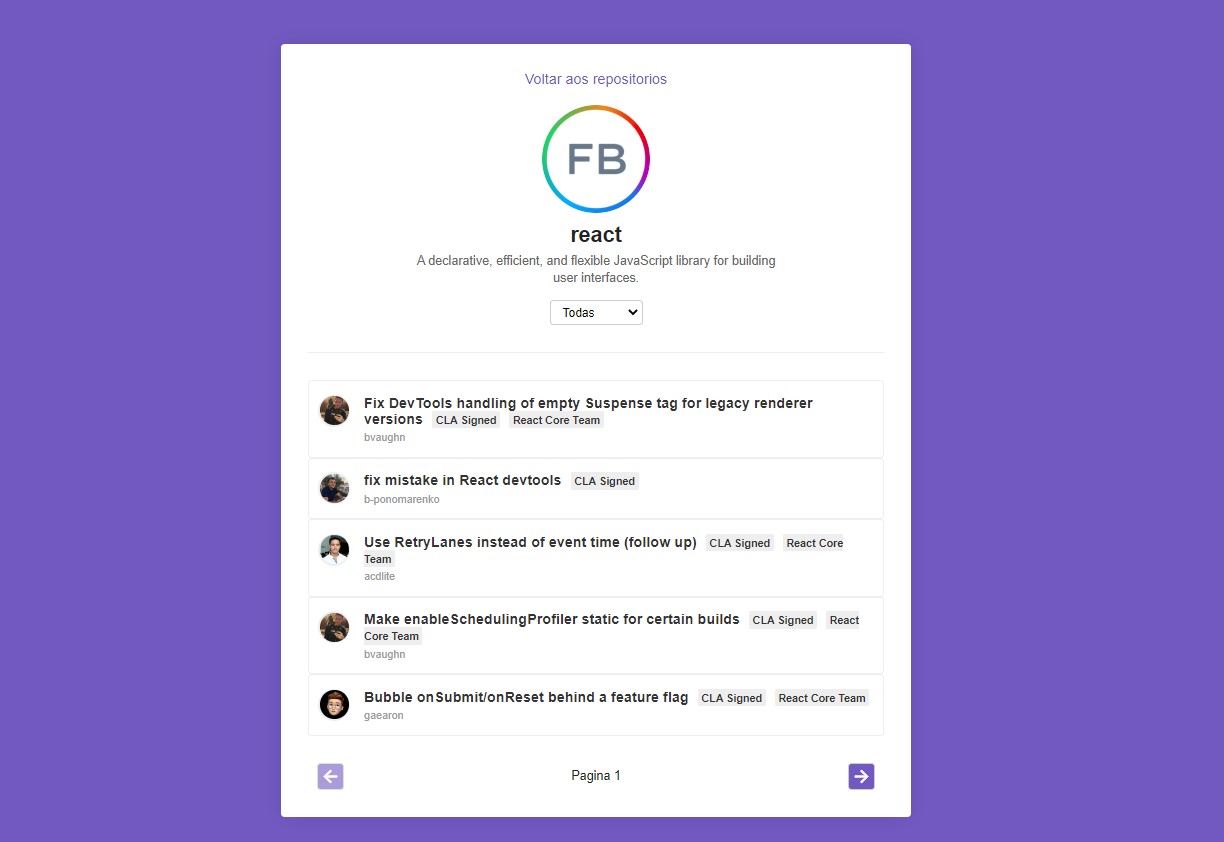 Voltar aos repositorios
FB
react
A declarative, efficient, and flexible JavaScript library for building
user interfaces.
Todas
Fix DevTools handling of empty Suspense tag for legacy renderer
versions CLA Signed React Core Team
bvaughn
fix mistake in React devtools CLA Signed
b-ponomarenko
Use RetryLanes instead of event time (follow up) CLA Signed React Core
Team
acdlite
Make enableSchedulingProfiler static for certain builds CLA Signed React
Core Team
bvaughn
Bubble onSubmit/onReset behind a feature flag CLA Signed React Core Team
gaearon
Pagina 1